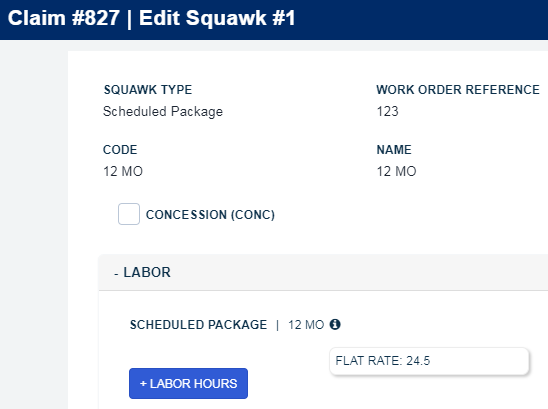 Claim #827 | Edit Squawk #1
SQUAWK TYPE
WORK ORDER REFERENCE
Scheduled Package
123
CODE
NAME
12 MO
12 MO
CONCESSION (CONC)
- LABOR
SCHEDULED PACKAGE | 12 MO
FLAT RATE: 24.5
+ LABOR HOURS